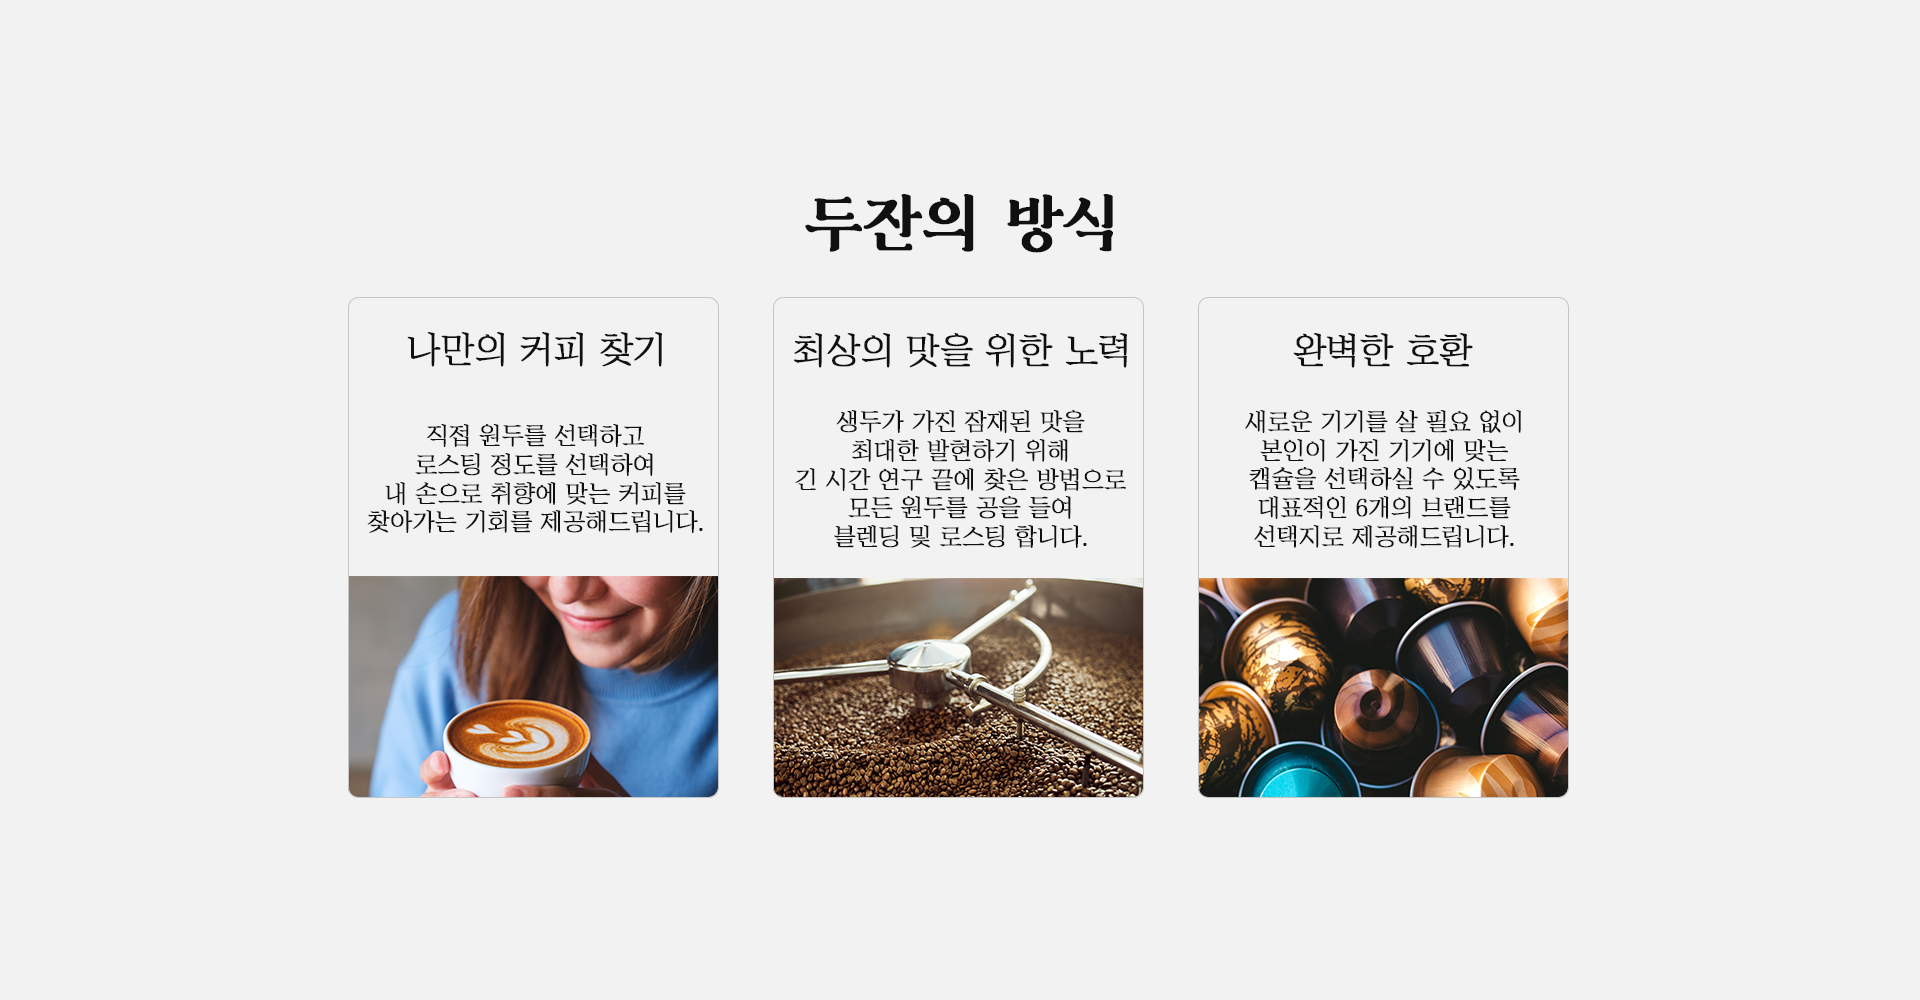 두잔의 방식
나만의 커피 찾기
직접 원두를 선택하고
로스팅 정도를 선택하여
내 손으로 취향에 맞는 커피를
찾아가는 기회를 제공해드립니다.
최상의 맛을 위한 노력
생두가 가진 잠재된 맛을
최대한 발현하기 위해
긴 시간 연구 끝에 찾은 방법으로
모든 원두를 공을 들여
블렌딩 및 로스팅 합니다.
완벽한 호환
새로운 기기를 살 필요 없이
본인이 가진 기기에 맞는
캡슐을 선택하실 수 있도록
대표적인 6개의 브랜드를
선택지로 제공해드립니다.